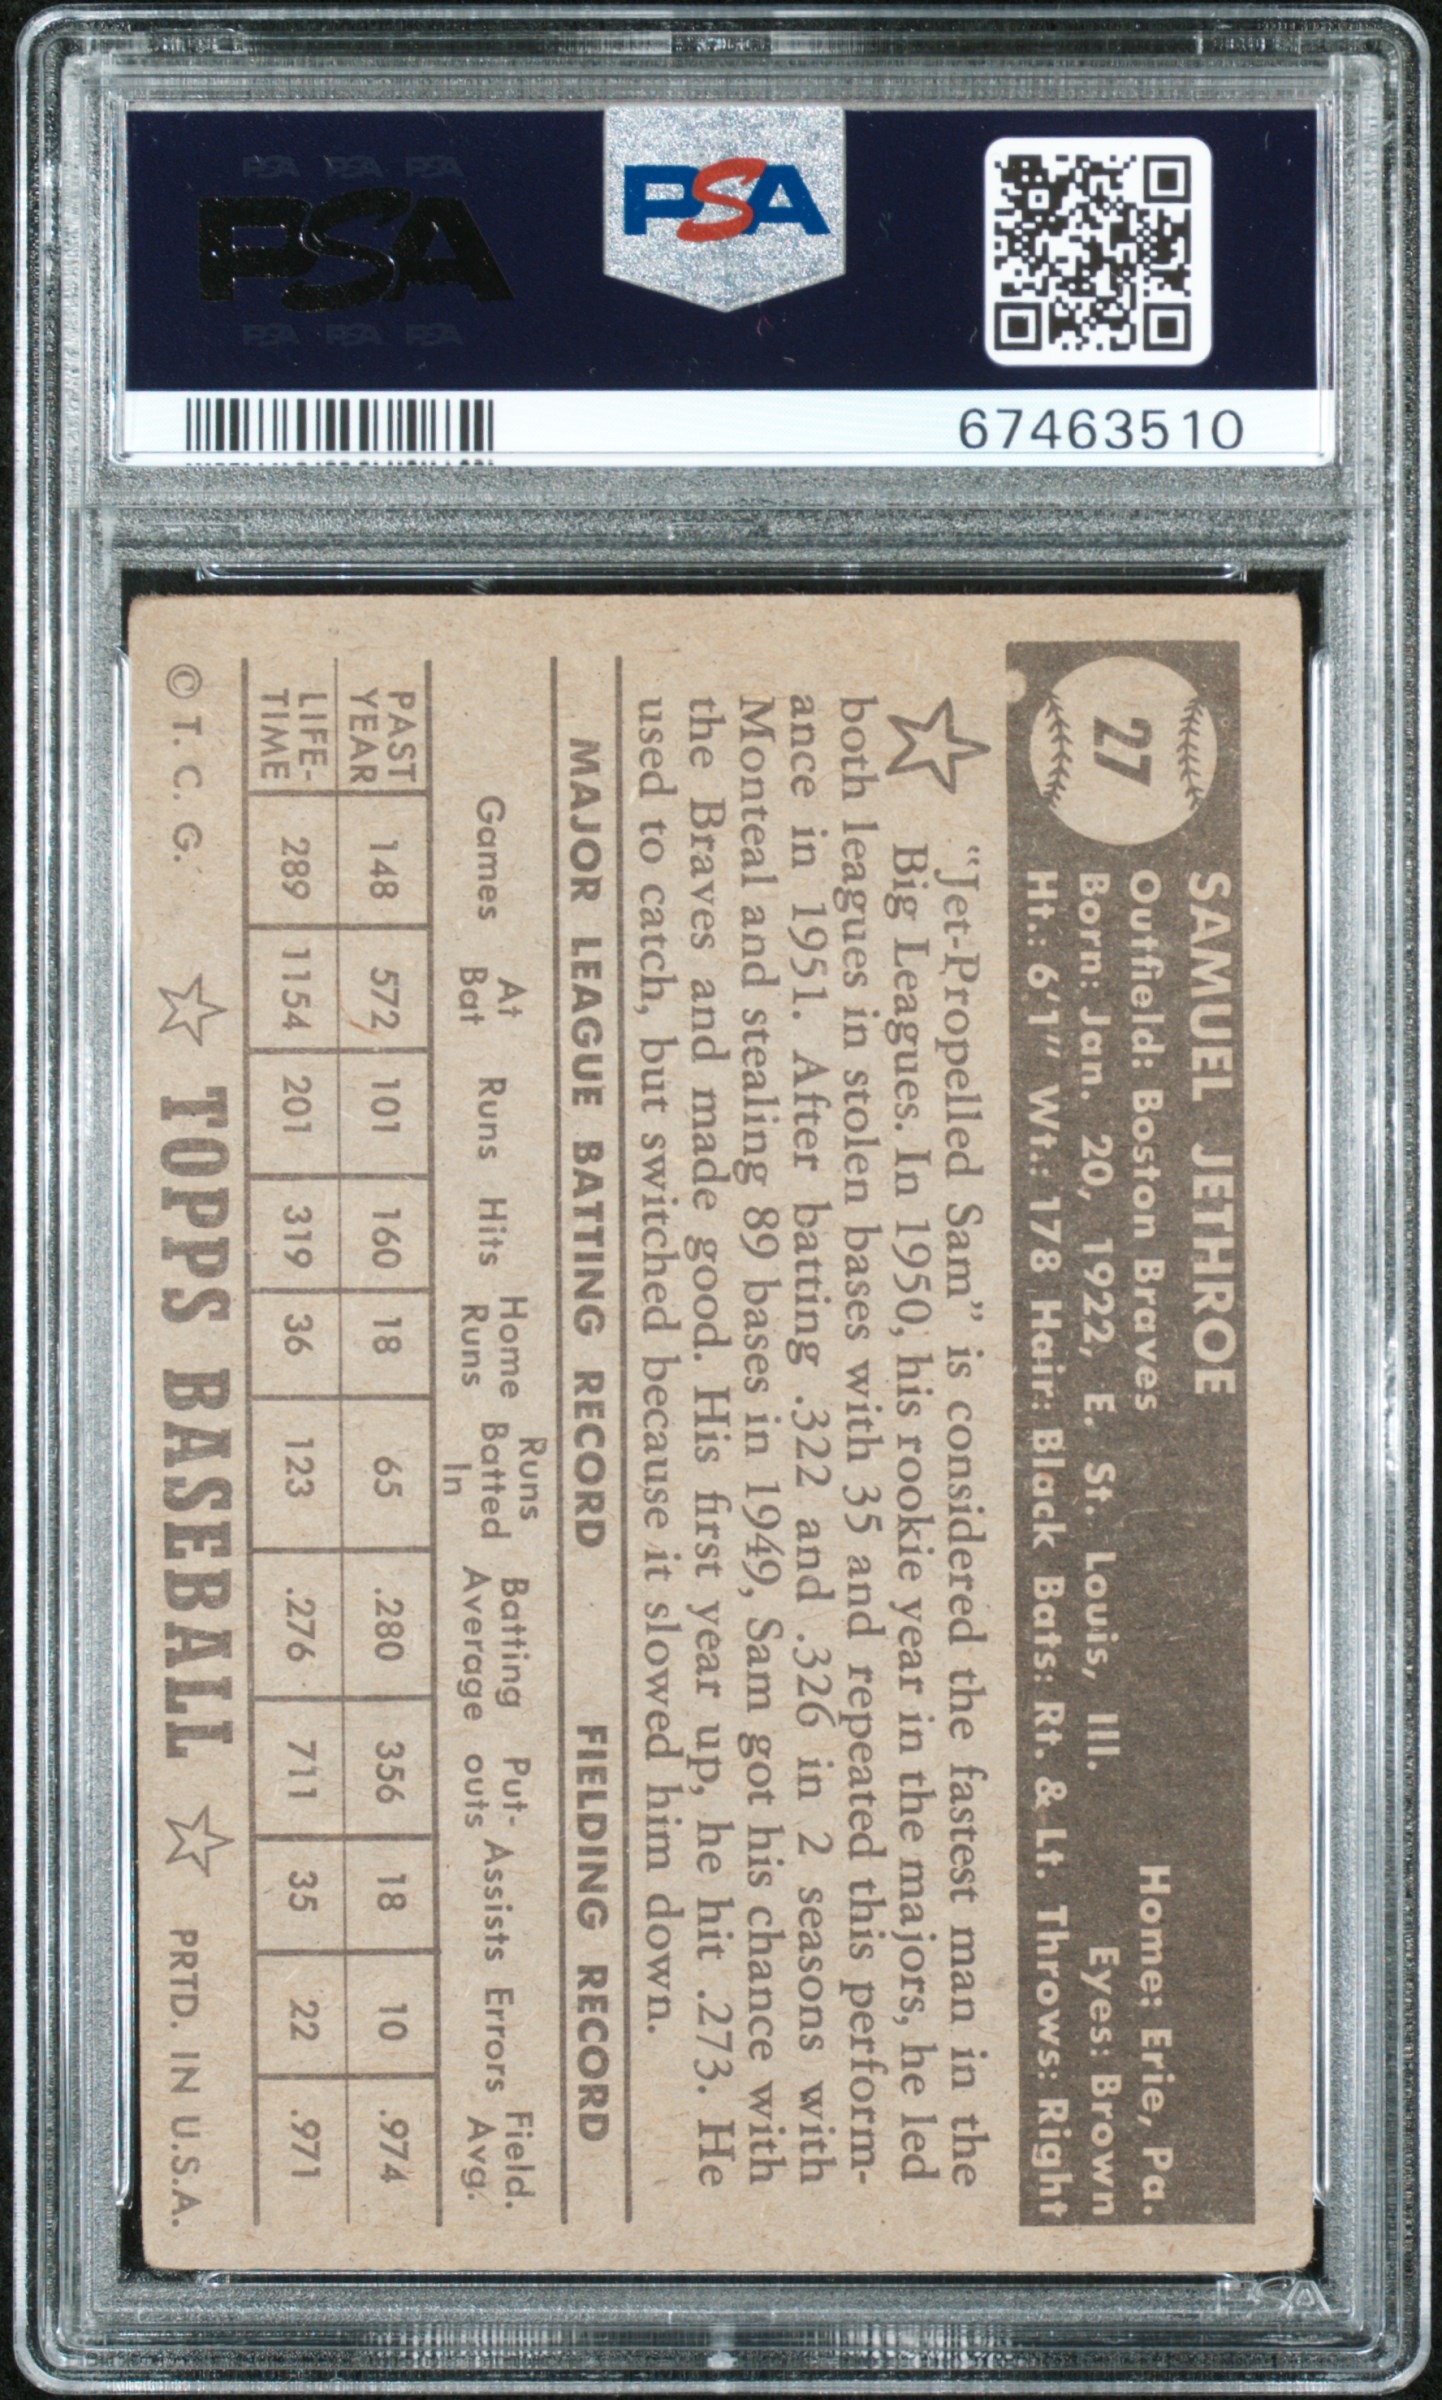 PSA PSA PSA
PSA
PSA PSA PSA
PSA
67463510
27
SAMUEL JETHROE
Outfield: Boston Braves Home: Erie, Pa.
Born: Jan. 20, 1922, E. St. Louis, Ill. Eyes: Brown
Ht.: 6'1" Wt.: 178 Hair: Black Bats: Rt. & Lt. Throws: Right
"Jet-Propelled Sam" is considered the fastest man in the
Big Leagues. In 1950, his rookie year in the majors, he led
both leagues in stolen bases with 35 and repeated this perform-
ance in 1951. After batting .322 and .326 in 2 seasons with
Monteal and stealing 89 bases in 1949, Sam got his chance with
the Braves and made good. His first year up, he hit .273. He
used to catch, but switched because it slowed him down.
MAJOR LEAGUE BATTING RECORD FIELDING RECORD
Games At Bat Runs Hits Home Runs Runs Batted In Batting Average Put-outs Assists Errors Field. Avg.
PAST YEAR 148 572 101 160 18 65 .280 356 18 10 .974
LIFE-TIME 289 1154 201 319 36 123 .276 711 35 22 .971
© T. C. G. TOPPS BASEBALL PRTD. IN U.S.A.
PSA